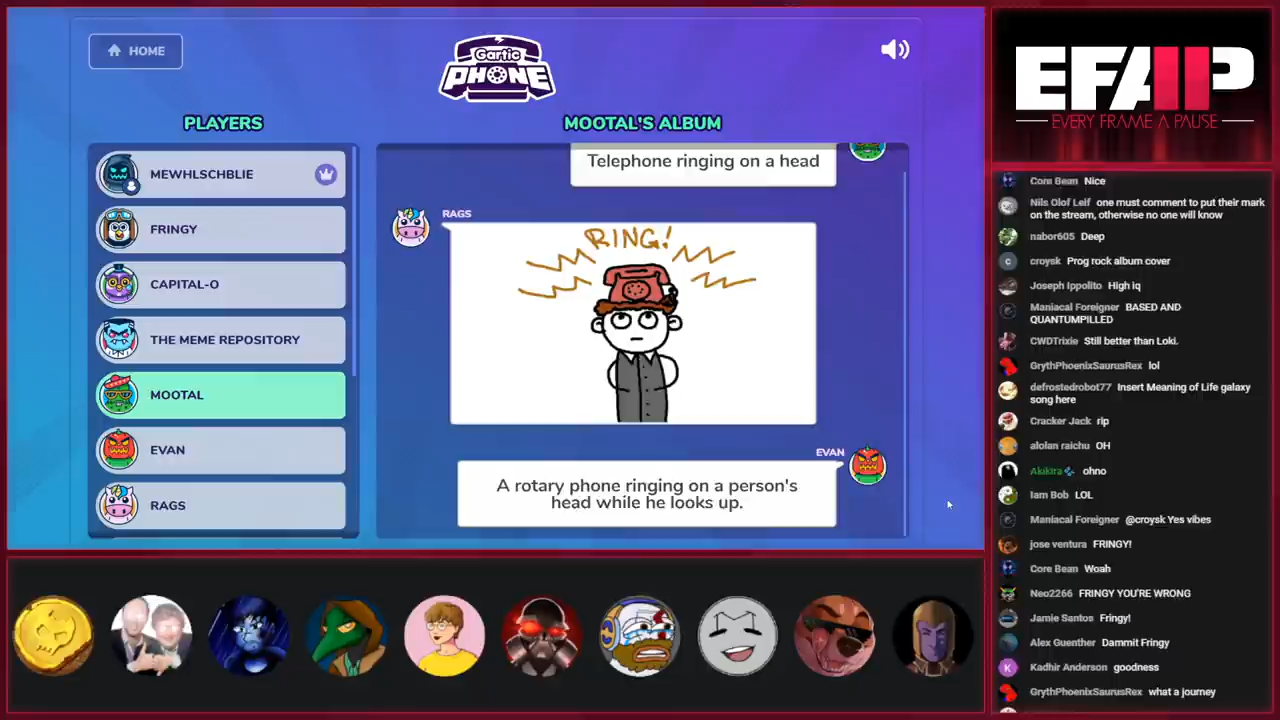 HOME
Gartic
PHONE
PLAYERS
MOOTAL'S ALBUM
MEWHLSCHBLIE
FRINGY
CAPITAL-O
THE MEME REPOSITORY
MOOTAL
EVAN
RAGS
Telephone ringing on a head
RAGS
RING!
EVAN
A rotary phone ringing on a person's
head while he looks up.
EFAP
EVERY FRAME A PAUSE
Core Bean Nice
Nils Olof Leif one must comment to put their mark
on the stream, otherwise no one will know
nabor605 Deep
croysk Prog rock album cover
Joseph Ippolito High iq
Maniacal Foreigner BASED AND
QUANTUMPILLED
CWDTrixie Still better than Loki.
GrythPhoenixSaurusRex lol
defrostedrobot77 Insert Meaning of Life galaxy
song here
Cracker Jack rip
alolan raichu OH
Akikira ohno
Iam Bob LOL
Maniacal Foreigner @croysk Yes vibes
jose ventura FRINGY!
Core Bean Woah
Neo2266 FRINGY YOU'RE WRONG
Jamie Santos Fringy!
Alex Guenther Dammit Fringy
K
Kadhir Anderson goodness
GrythPhoenixSaurusRex what a journey